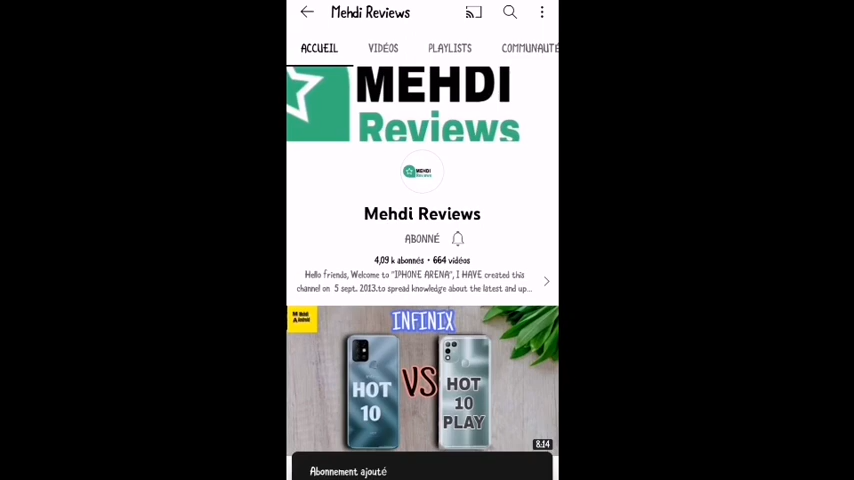 Mehdi Reviews
ACCUEIL VIDÉOS PLAYLISTS COMMUNAUTÉ
MEHDI
Reviews
MEHDI
Reviews
Mehdi Reviews
ABONNÉ
4,09 k abonnés • 664 vidéos
Hello friends, Welcome to "IPHONE ARENA", I HAVE created this
channel on 5 sept. 2013.to spread knowledge about the latest and up...
INFINIX
HOT
10
VS
HOT
10
PLAY
8:14
Abonnement ajouté